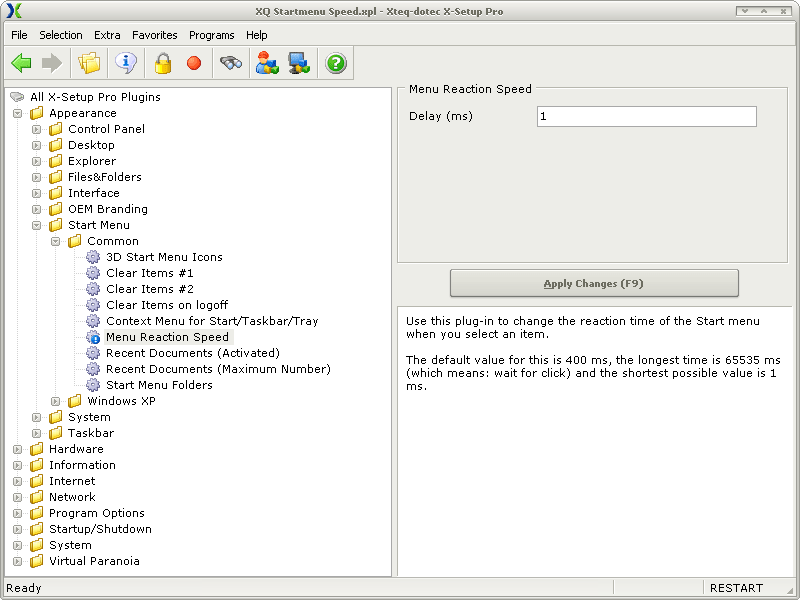 XQ Startmenu Speed.xpl - Xteq-dotec X-Setup Pro
File Selection Extra Favorites Programs Help
All X-Setup Pro Plugins
Appearance
Control Panel
Desktop
Explorer
Files&Folders
Interface
OEM Branding
Start Menu
Common
3D Start Menu Icons
Clear Items #1
Clear Items #2
Clear Items on logoff
Context Menu for Start/Taskbar/Tray
Menu Reaction Speed
Recent Documents (Activated)
Recent Documents (Maximum Number)
Start Menu Folders
Windows XP
System
Taskbar
Hardware
Information
Internet
Network
Program Options
Startup/Shutdown
System
Virtual Paranoia
Menu Reaction Speed
Delay (ms) 1
Apply Changes (F9)
Use this plug-in to change the reaction time of the Start menu
when you select an item.
The default value for this is 400 ms, the longest time is 65535 ms
(which means: wait for click) and the shortest possible value is 1
ms.
Ready RESTART